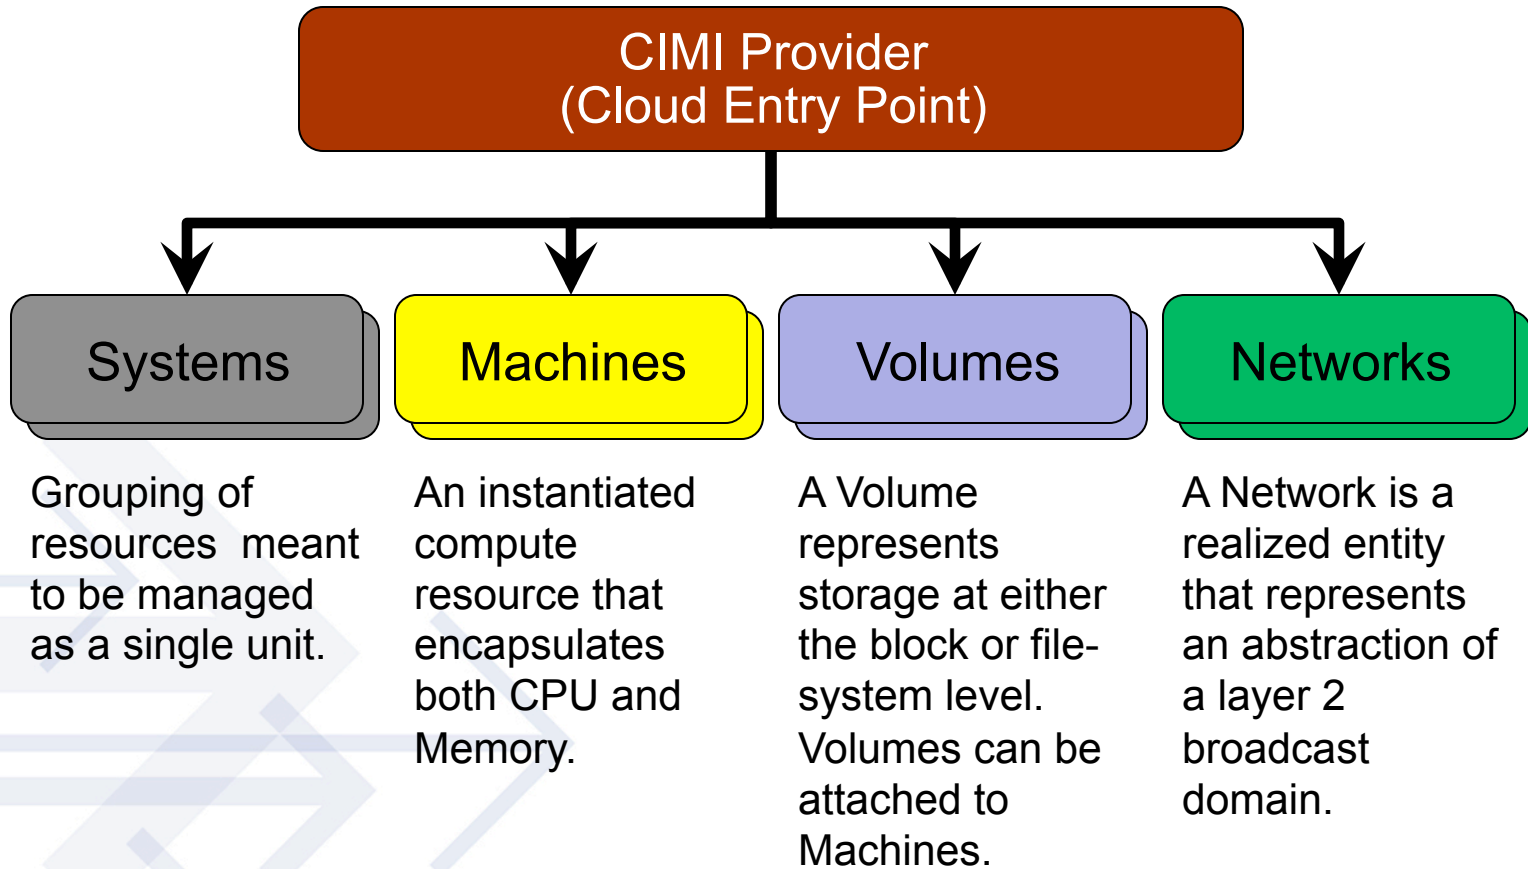 CIMI Provider
(Cloud Entry Point)
Systems
Machines
Volumes
Networks
Grouping of
resources  meant
to be managed
as a single unit.
An instantiated
compute
resource that
encapsulates
both CPU and
Memory.
A Volume
represents
storage at either
the block or file-
system level.
Volumes can be
attached to
Machines.
A Network is a
realized entity
that represents
an abstraction of
a layer 2
broadcast
domain.